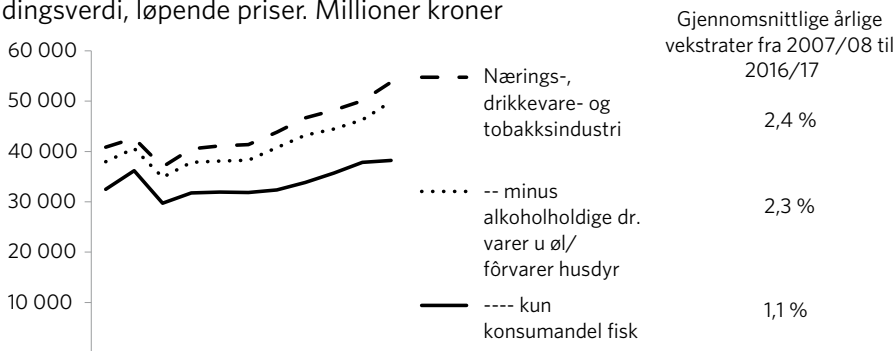 dingsverdi, løpende priser. Millioner kroner
Gjennomsnittlige årlige
vekstrater fra 2007/08 til
2016/17
60 000
50 000
40 000
30 000
20 000
10 000
Nærings-,
drikkevare- og
tobakksindustri
2,4 %
-- minus
alkoholholdige dr.
varer u øl/
fôrvarer husdyr
2,3 %
---- kun
konsumandel fisk
1,1 %